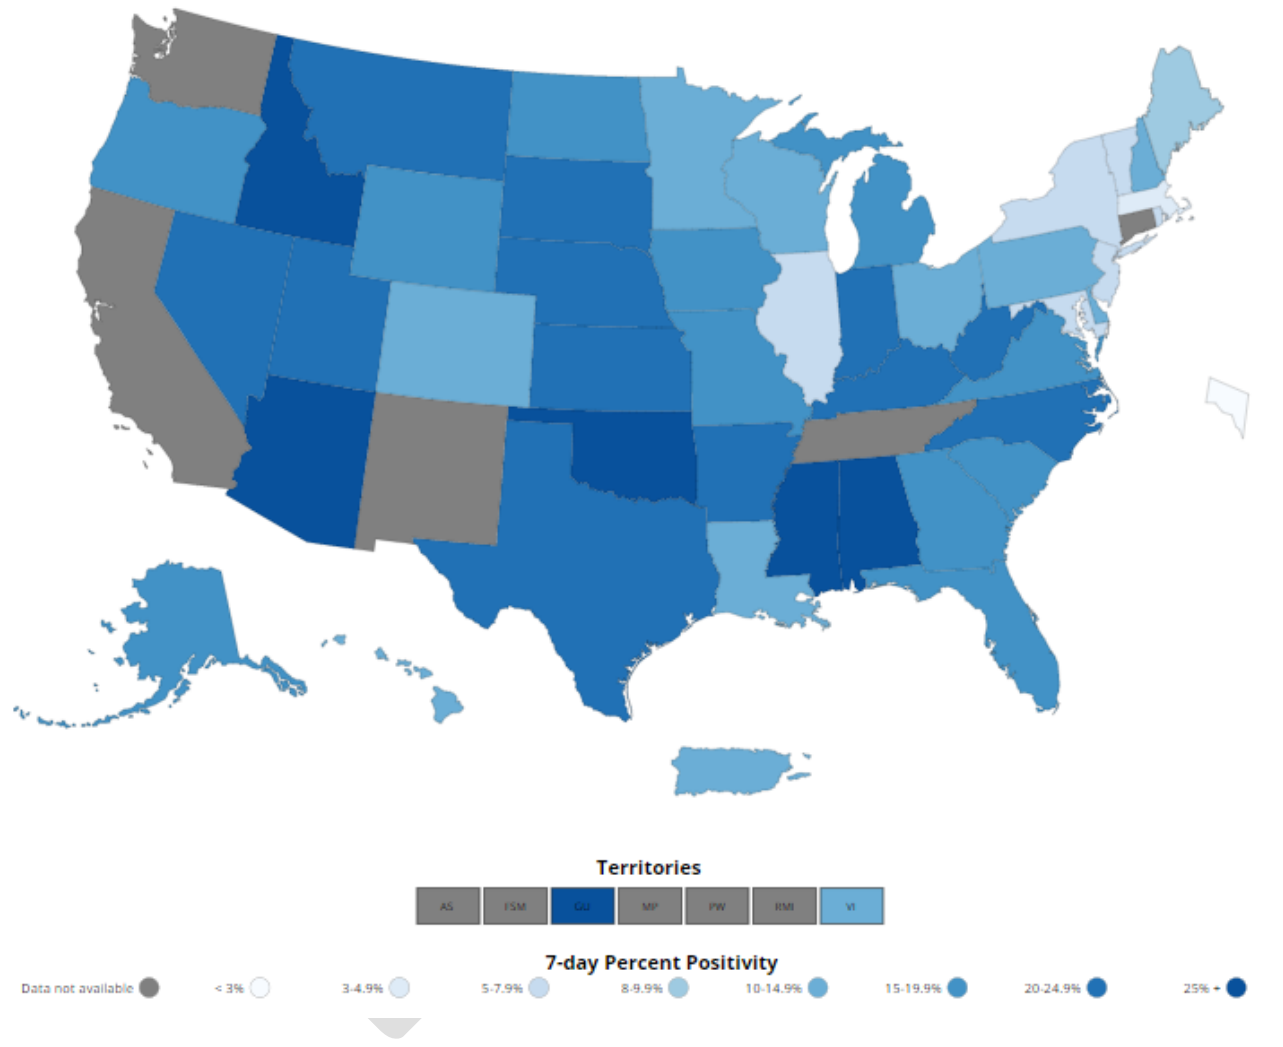 Territories
AS FSM GU MP PW RMI VI
7-day Percent Positivity
Data not available < 3% 3-4.9% 5-7.9% 8-9.9% 10-14.9% 15-19.9% 20-24.9% 25% +